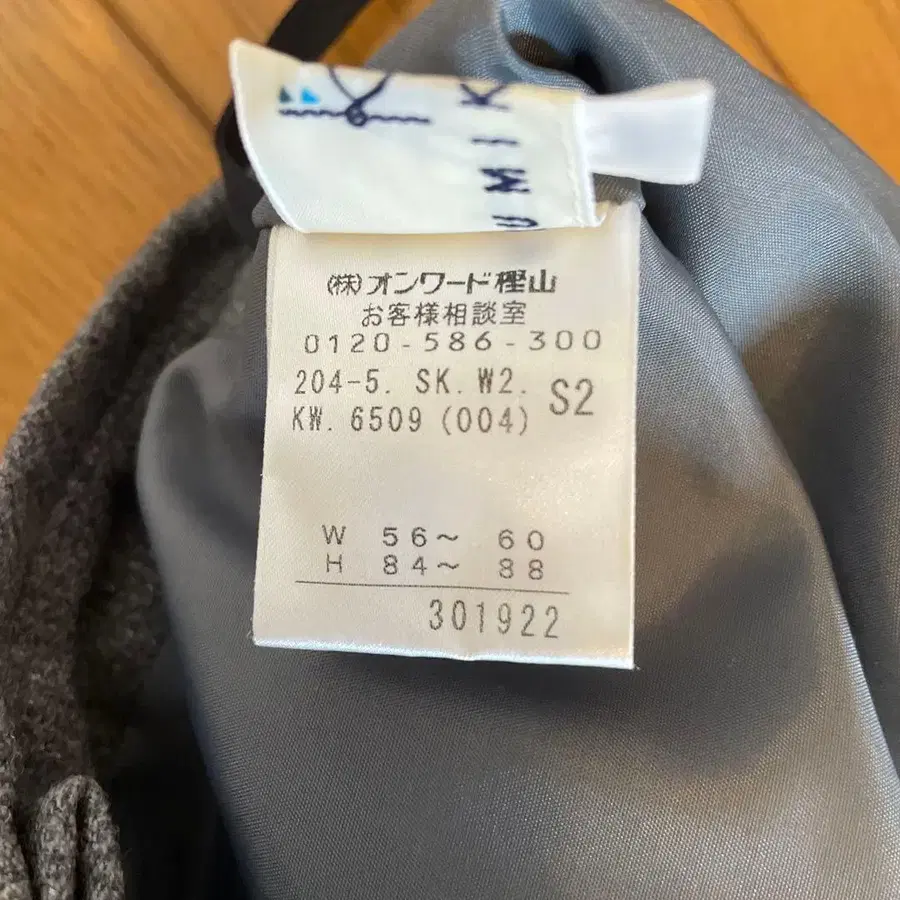 U M I K
(株)オンワード樫山
お客様相談室
0120-586-300
204-5. SK. W2.
KW. 6509 (004) S2
W 56～ 60
H 84～ 88
301922